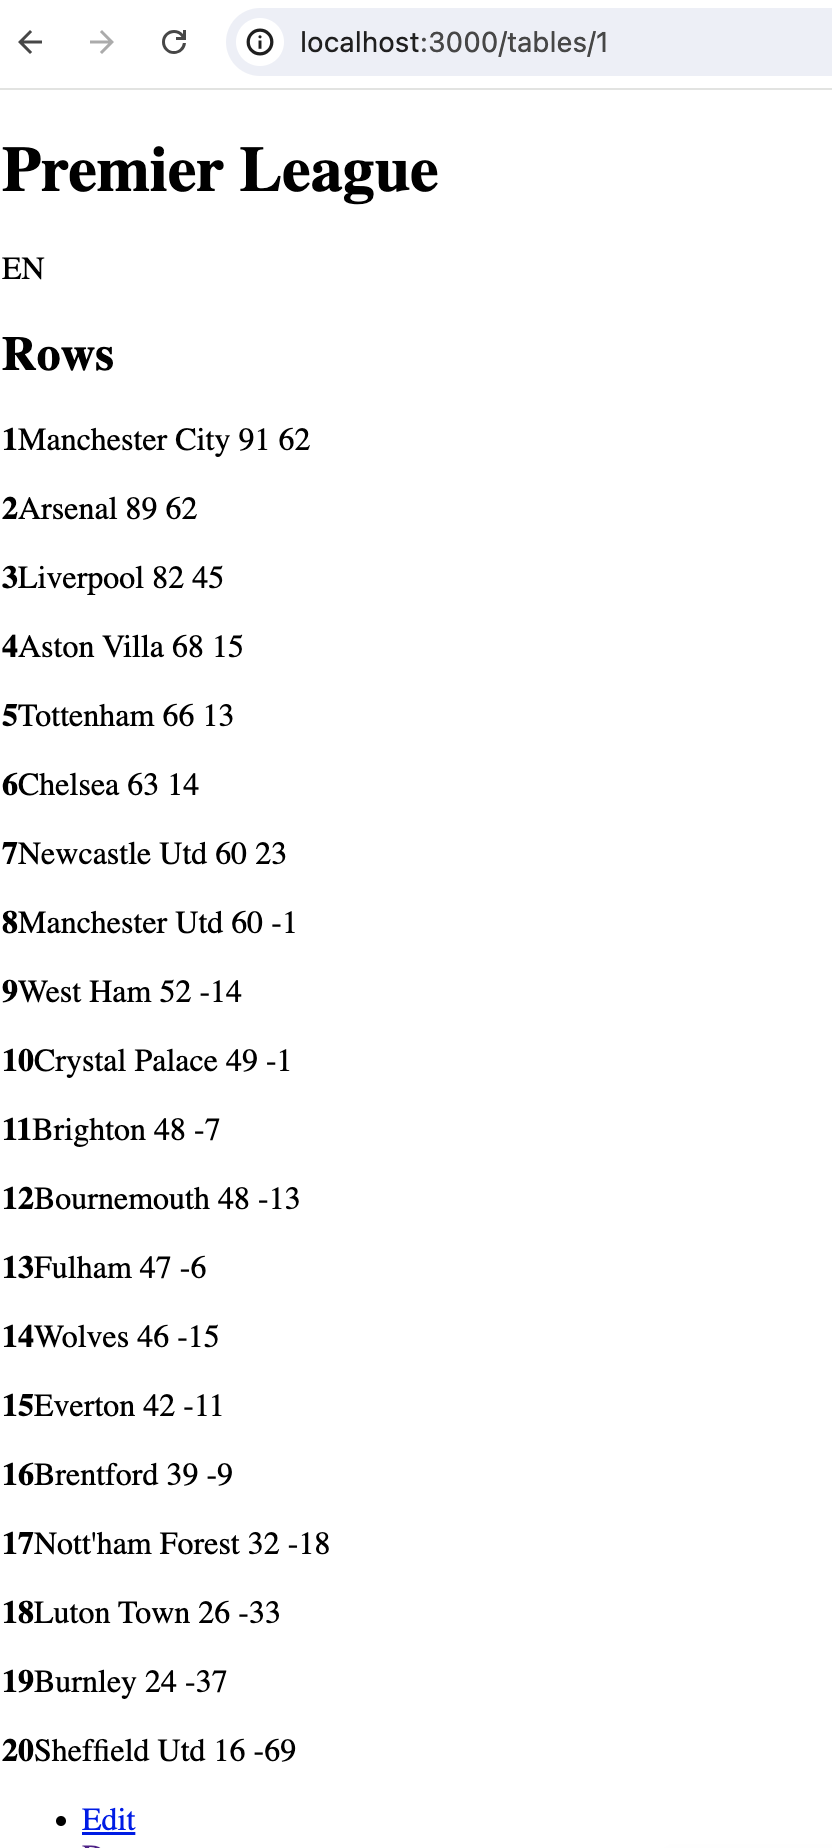 localhost:3000/tables/1
Premier League
EN
Rows
1Manchester City 91 62
2Arsenal 89 62
3Liverpool 82 45
4Aston Villa 68 15
5Tottenham 66 13
6Chelsea 63 14
7Newcastle Utd 60 23
8Manchester Utd 60 -1
9West Ham 52 -14
10Crystal Palace 49 -1
11Brighton 48 -7
12Bournemouth 48 -13
13Fulham 47 -6
14Wolves 46 -15
15Everton 42 -11
16Brentford 39 -9
17Nott'ham Forest 32 -18
18Luton Town 26 -33
19Burnley 24 -37
20Sheffield Utd 16 -69
Edit